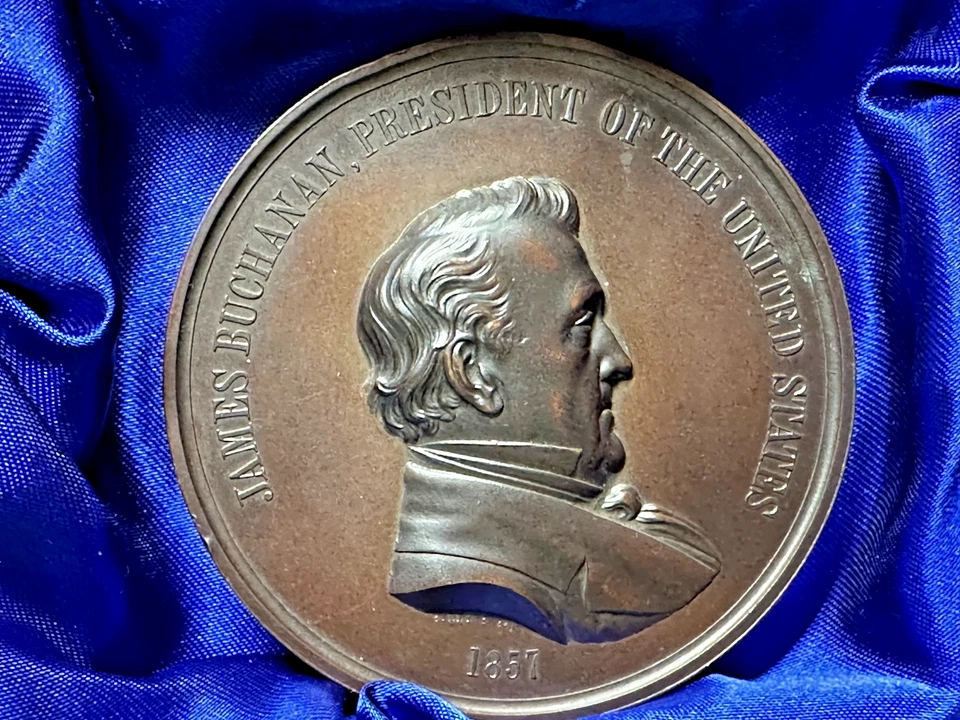 JAMES BUCHANAN, PRESIDENT OF THE UNITED STATES
1857